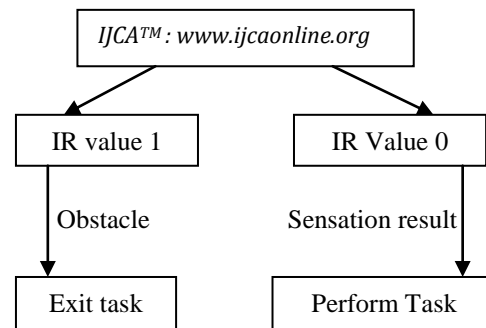 IJCA™: www.ijcaonline.org
IR value 1
IR Value 0
Obstacle
Sensation result
Exit task
Perform Task